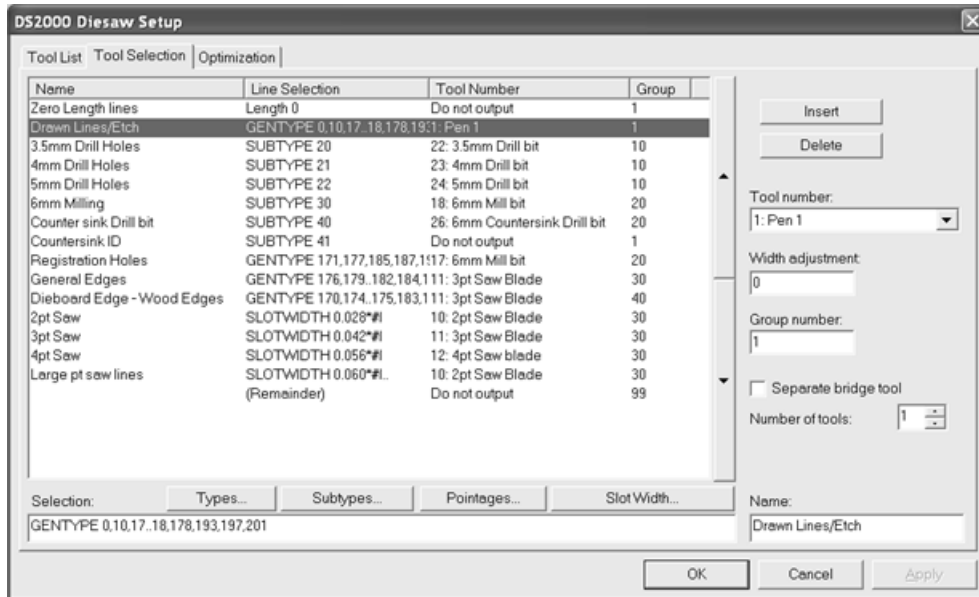 DS2000 Diesaw Setup
Tool List Tool Selection Optimization
Name Line Selection Tool Number Group
Zero Length lines Length 0 Do not output 1
Drawn Lines/Etch GENTYPE 0,10,17..18,178,193 1: Pen 1 1
3.5mm Drill Holes SUBTYPE 20 22: 3.5mm Drill bit 10
4mm Drill Holes SUBTYPE 21 23: 4mm Drill bit 10
5mm Drill Holes SUBTYPE 22 24: 5mm Drill bit 10
6mm Milling SUBTYPE 30 18: 6mm Mill bit 20
Counter sink Drill bit SUBTYPE 40 26: 6mm Countersink Drill bit 20
Countersink ID SUBTYPE 41 Do not output 1
Registration Holes GENTYPE 171,177,185,187,1 17: 6mm Mill bit 20
General Edges GENTYPE 176,179..182,184,1 11: 3pt Saw Blade 30
Dieboard Edge - Wood Edges GENTYPE 170,174..175,183,1 11: 3pt Saw Blade 40
2pt Saw SLOTWIDTH 0.028*#I 10: 2pt Saw Blade 30
3pt Saw SLOTWIDTH 0.042*#I 11: 3pt Saw Blade 30
4pt Saw SLOTWIDTH 0.056*#I 12: 4pt Saw blade 30
Large pt saw lines SLOTWIDTH 0.060*#I.. 10: 2pt Saw Blade 30
(Remainder) Do not output 99
Insert
Delete
Tool number:
1: Pen 1
Width adjustment:
0
Group number:
1
Separate bridge tool
Number of tools: 1
Selection: Types... Subtypes... Pointages... Slot Width...
GENTYPE 0,10,17..18,178,193,197,201
Name:
Drawn Lines/Etch
OK Cancel Apply